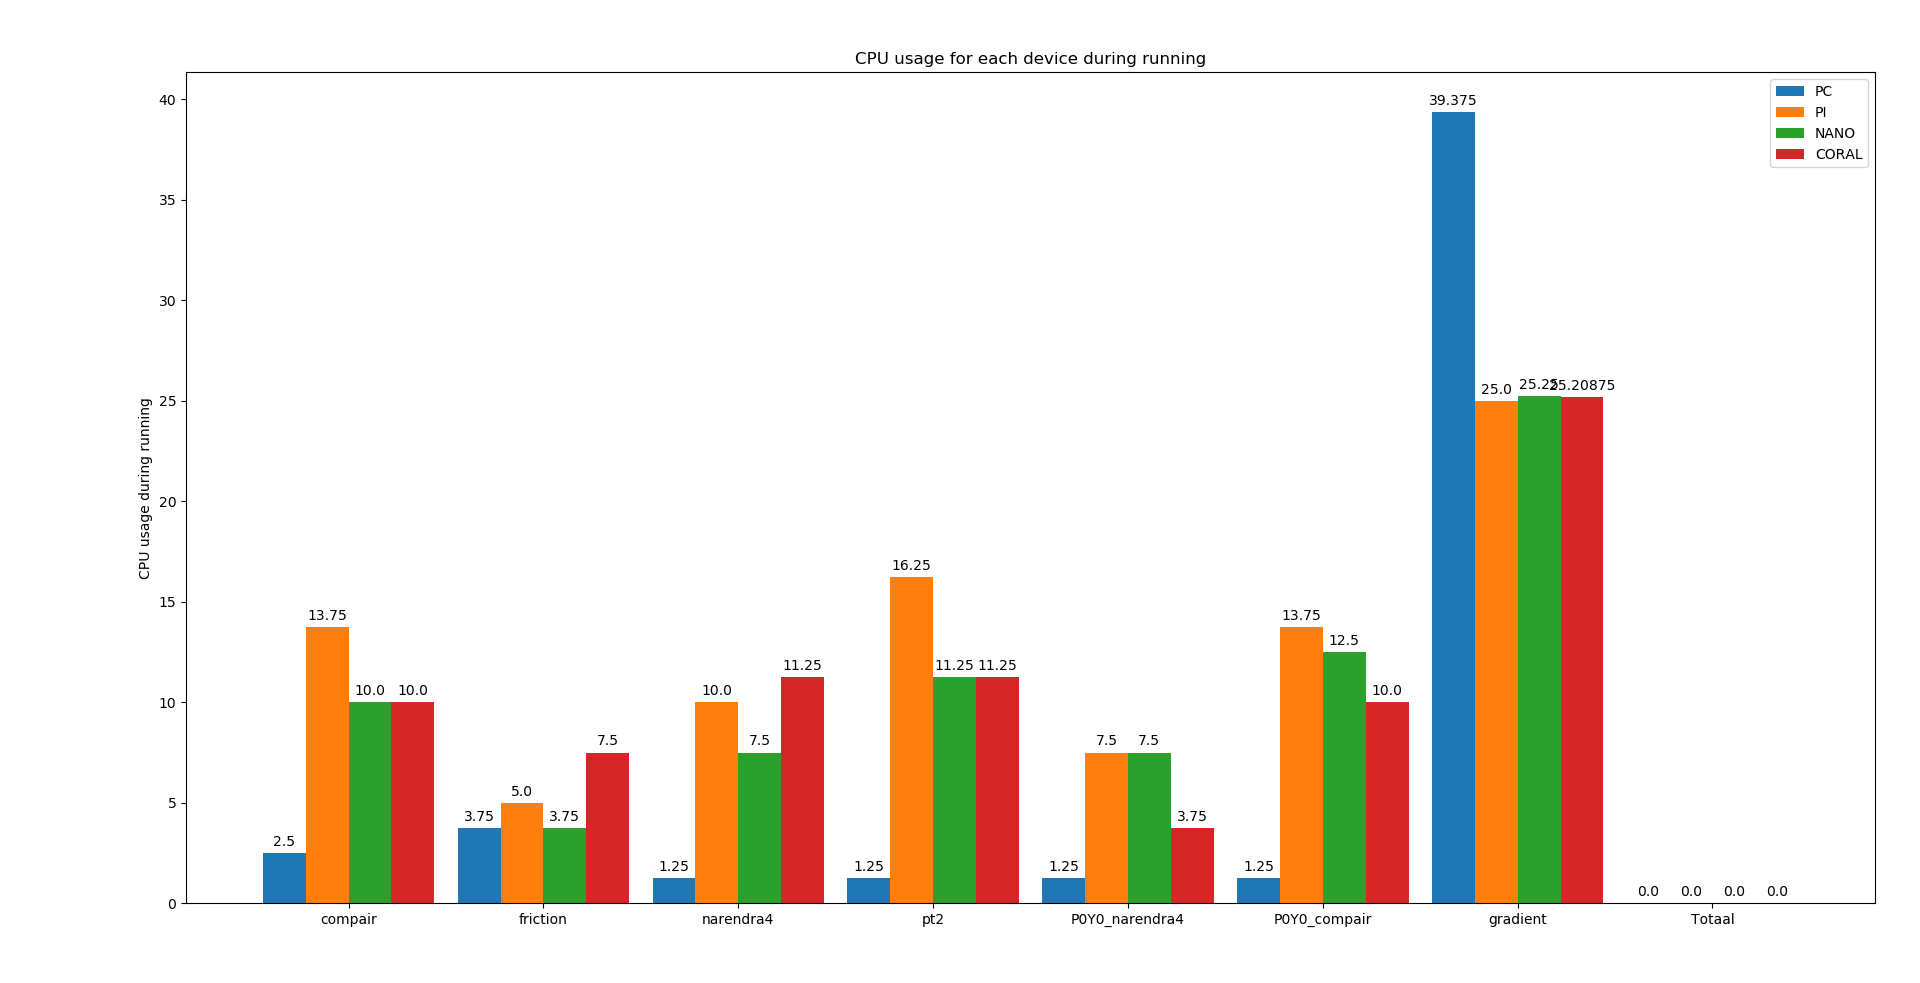 CPU usage for each device during running
PC
PI
NANO
CORAL
CPU usage during running
40
35
30
25
20
15
10
5
0
2.5
13.75
10.0
10.0
3.75
5.0
3.75
7.5
1.25
10.0
7.5
11.25
1.25
16.25
11.25
11.25
1.25
7.5
7.5
3.75
1.25
13.75
12.5
10.0
39.375
25.0
25.25
25.20875
0.0
0.0
0.0
0.0
compair
friction
narendra4
pt2
P0Y0_narendra4
P0Y0_compair
gradient
Totaal